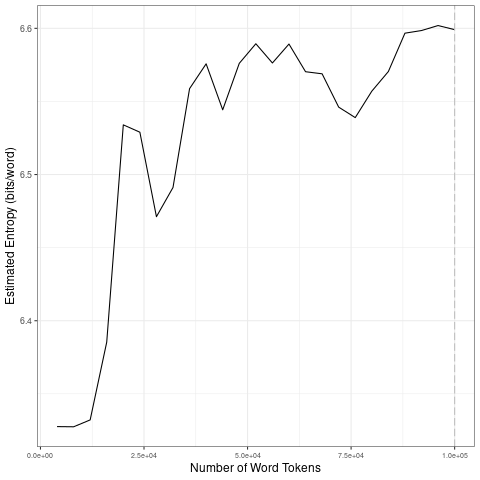 Estimated Entropy (bits/word)
6.6
6.5
6.4
0.0e+00 2.5e+04 5.0e+04 7.5e+04 1.0e+05
Number of Word Tokens